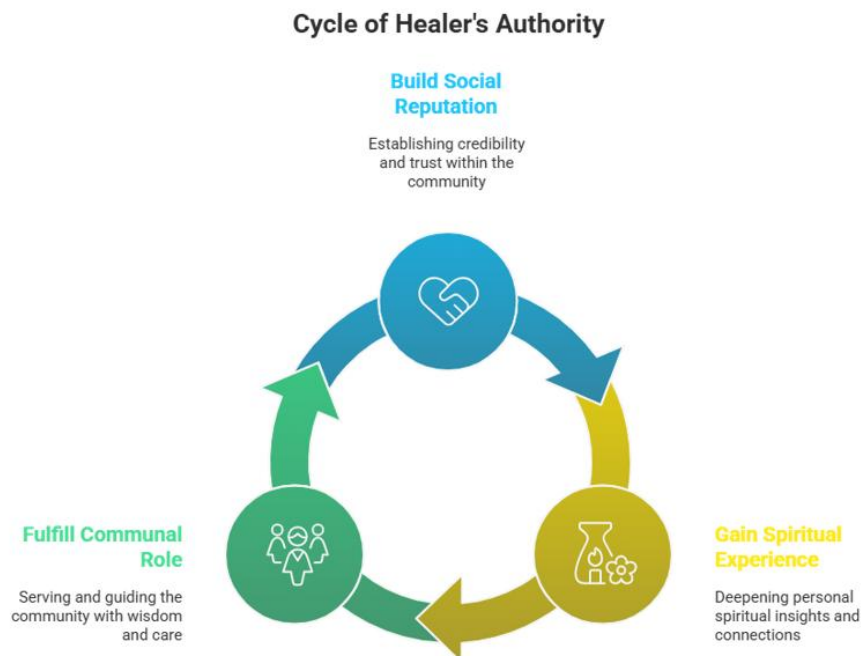 Cycle of Healer's Authority
Build Social
Reputation
Establishing credibility
and trust within the
community
Fulfill Communal
Role
Serving and guiding the
community with wisdom
and care
Gain Spiritual
Experience
Deepening personal
spiritual insights and
connections